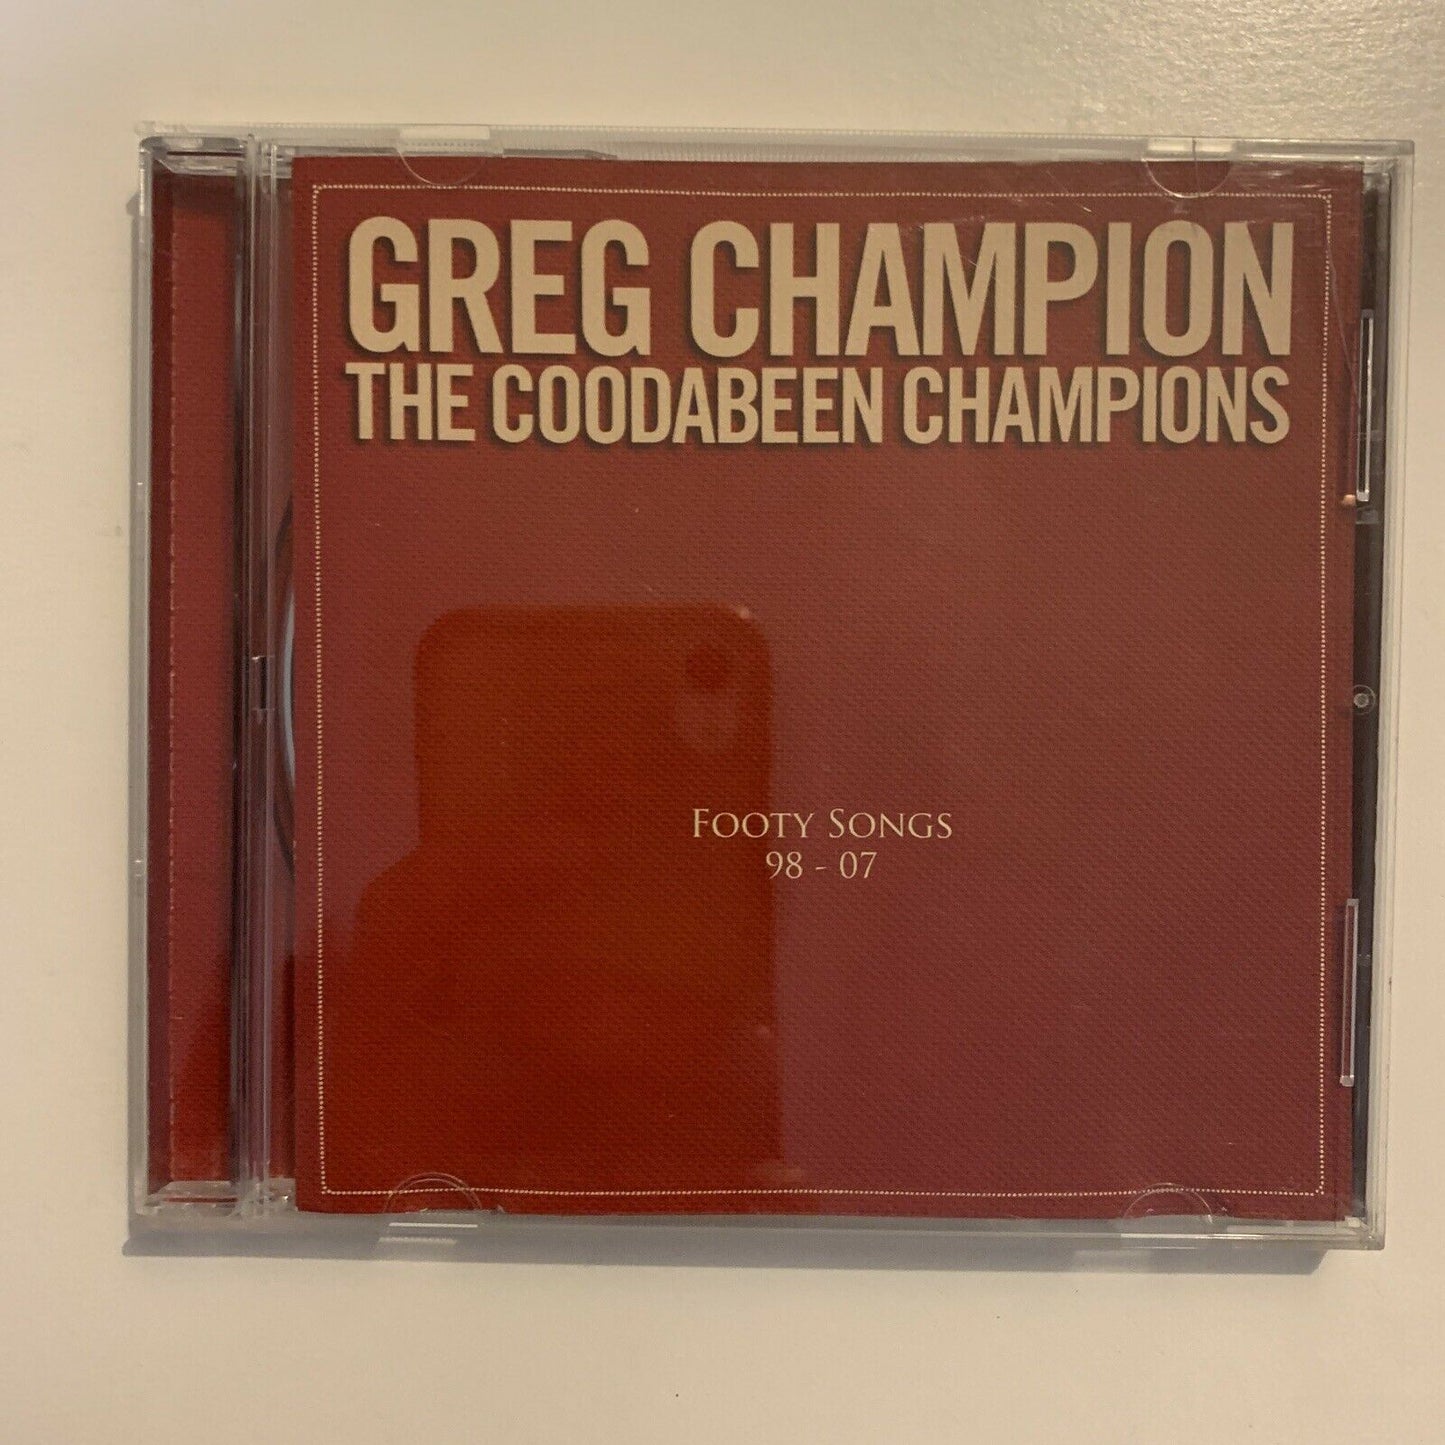 GREG CHAMPION
THE COODABEEN CHAMPIONS
FOOTY SONGS
98 - 07